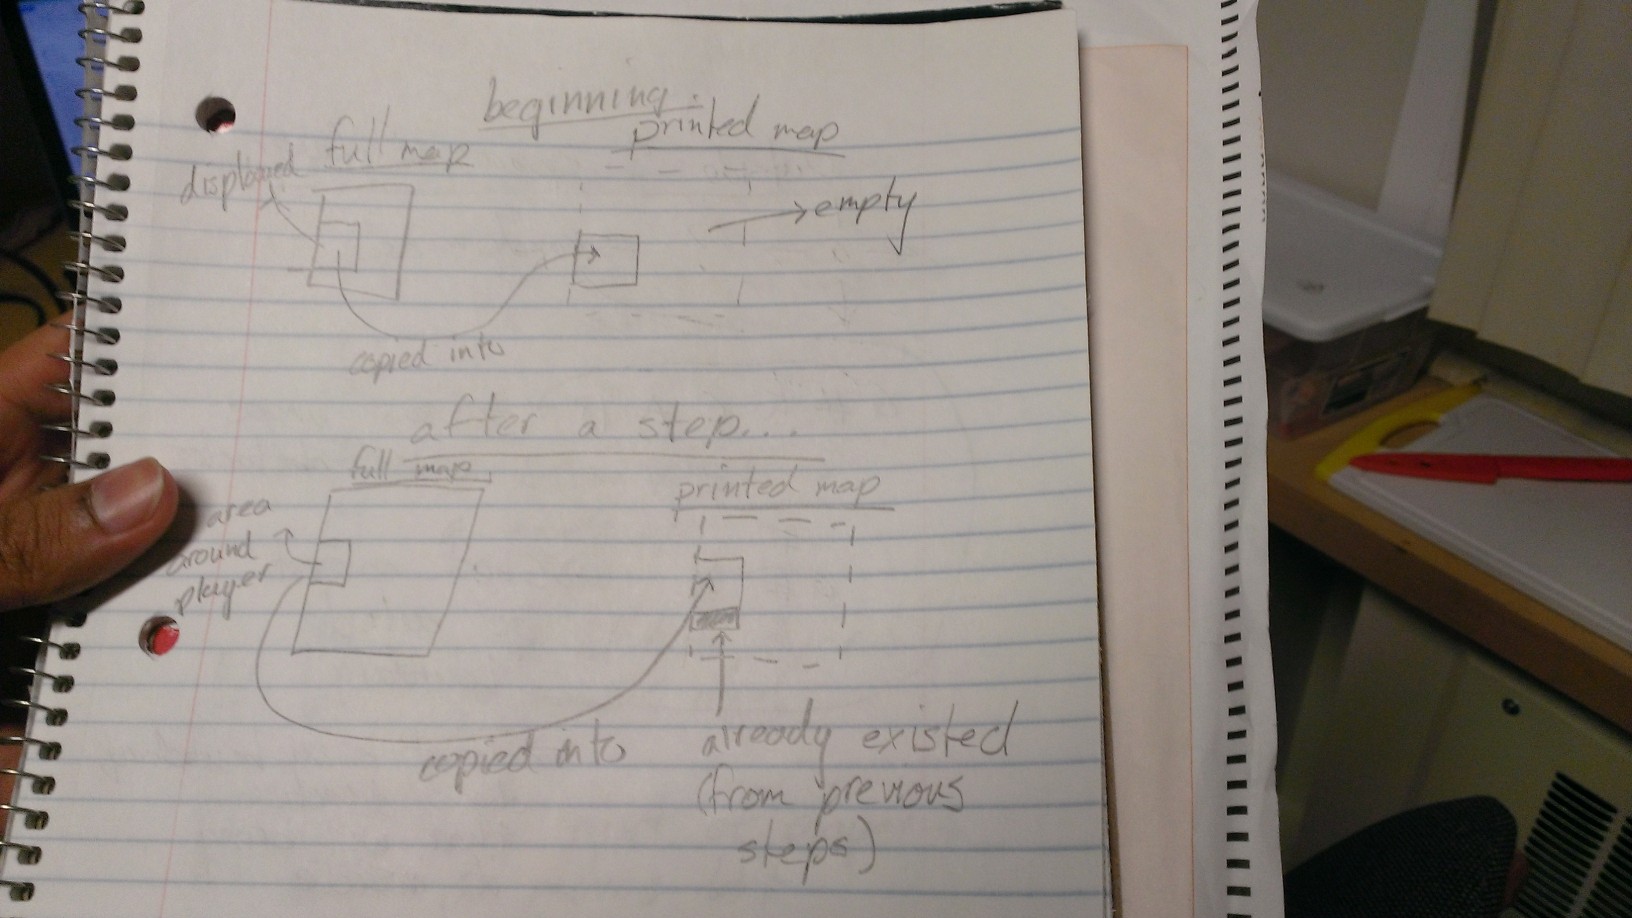 beginning.
full map
printed map
displayed
empty
copied into
after a step....
full map
printed map
area
around
player
copied into
already existed
(from previous
steps)